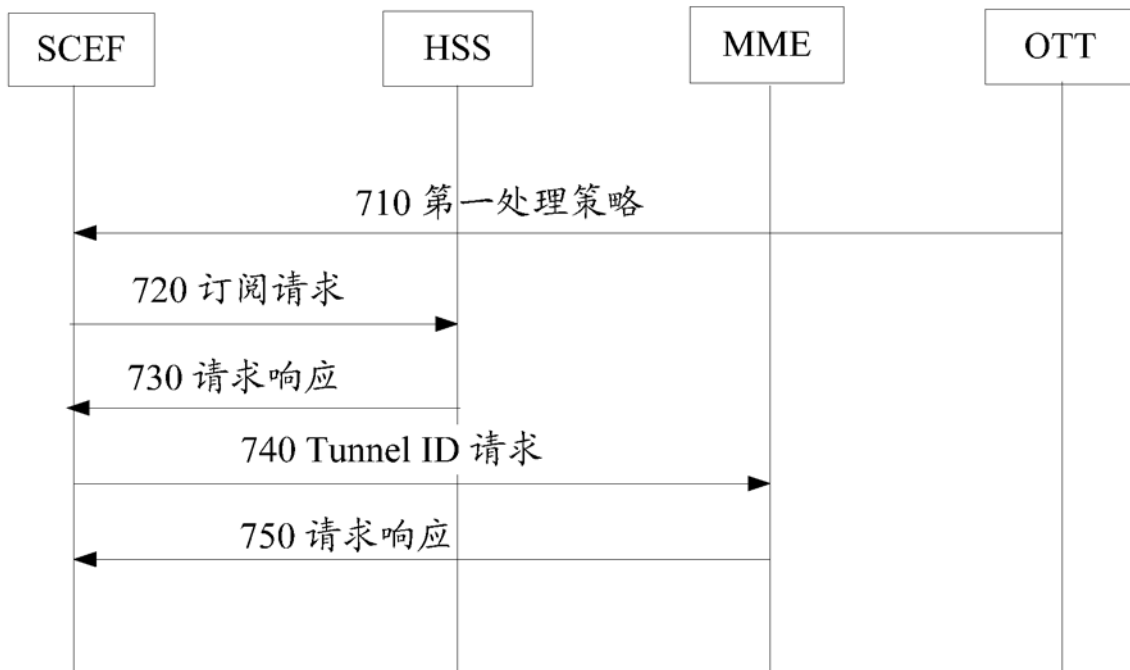 SCEF
HSS
MME
OTT
710 第一处理策略
720 订阅请求
730 请求响应
740 Tunnel ID 请求
750 请求响应